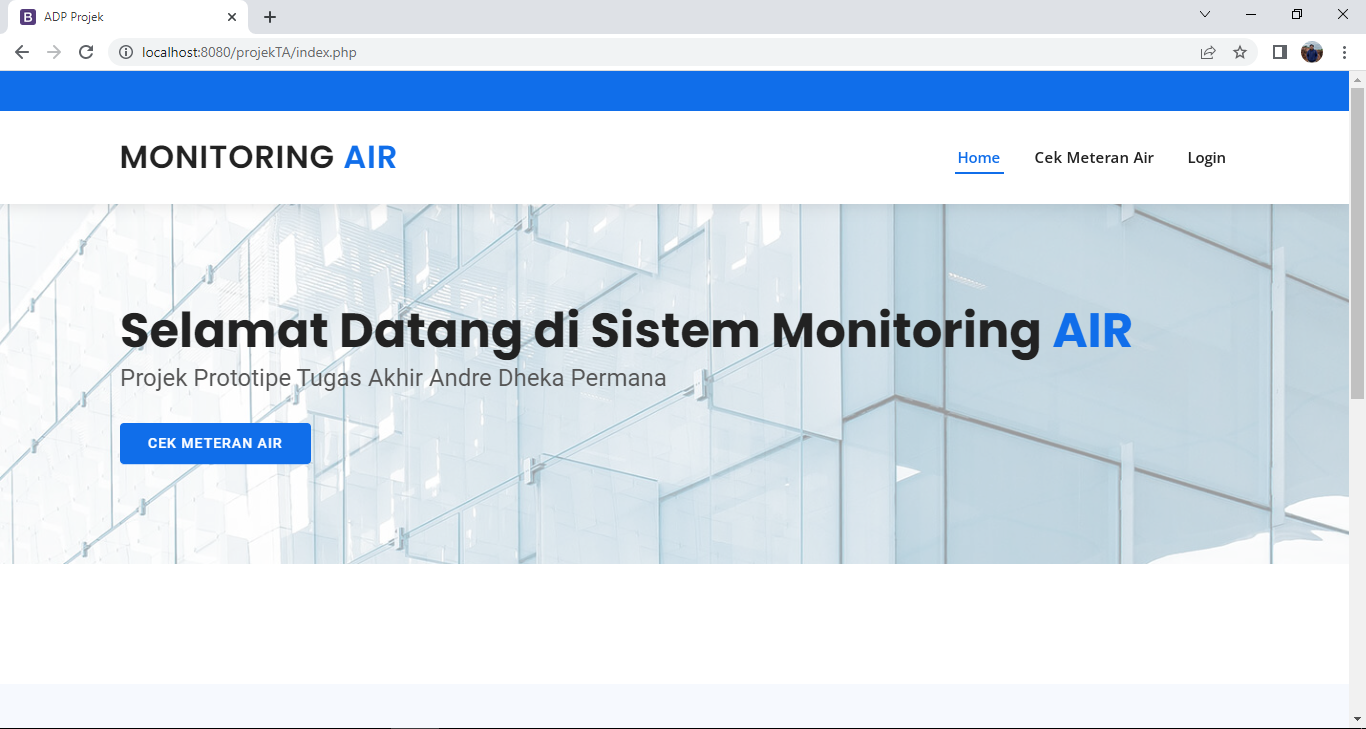 ADP Projek
localhost:8080/projekTA/index.php
MONITORING AIR
Home Cek Meteran Air Login
Selamat Datang di Sistem Monitoring AIR
Projek Prototipe Tugas Akhir Andre Dheka Permana
CEK METERAN AIR